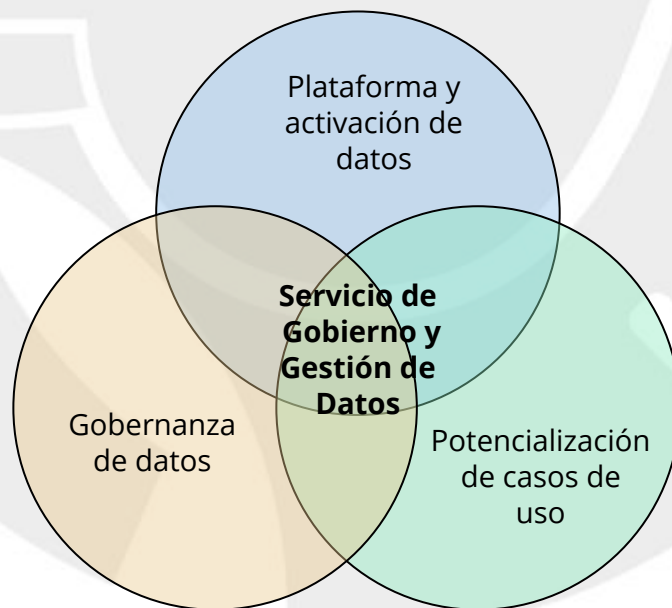 Plataforma y
activación de
datos
Servicio de
Gobierno y
Gestión de
Datos
Gobernanza
de datos
Potencialización
de casos de
uso